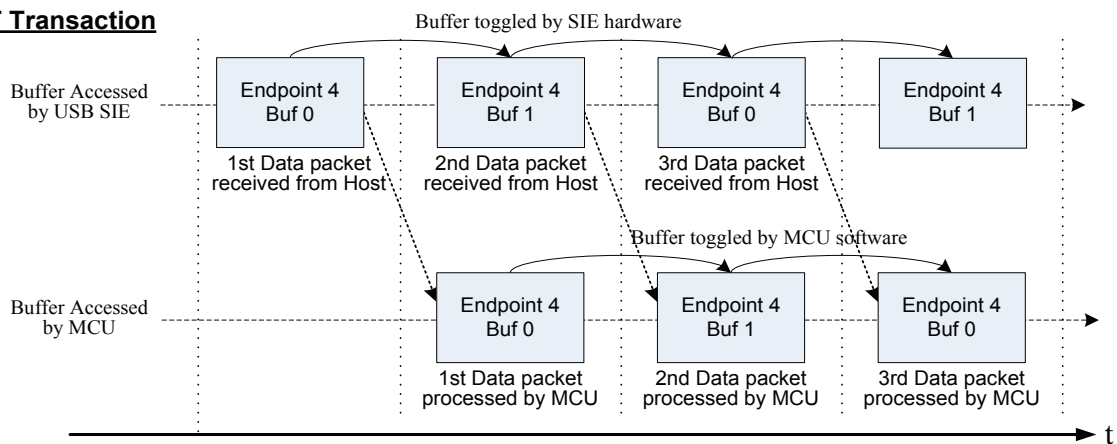 Transaction
Buffer toggled by SIE hardware
Buffer Accessed
by USB SIE
Endpoint 4
Buf 0
Endpoint 4
Buf 1
Endpoint 4
Buf 0
Endpoint 4
Buf 1
1st Data packet
received from Host
2nd Data packet
received from Host
3rd Data packet
received from Host
Buffer toggled by MCU software
Buffer Accessed
by MCU
Endpoint 4
Buf 0
Endpoint 4
Buf 1
Endpoint 4
Buf 0
1st Data packet
processed by MCU
2nd Data packet
processed by MCU
3rd Data packet
processed by MCU
t